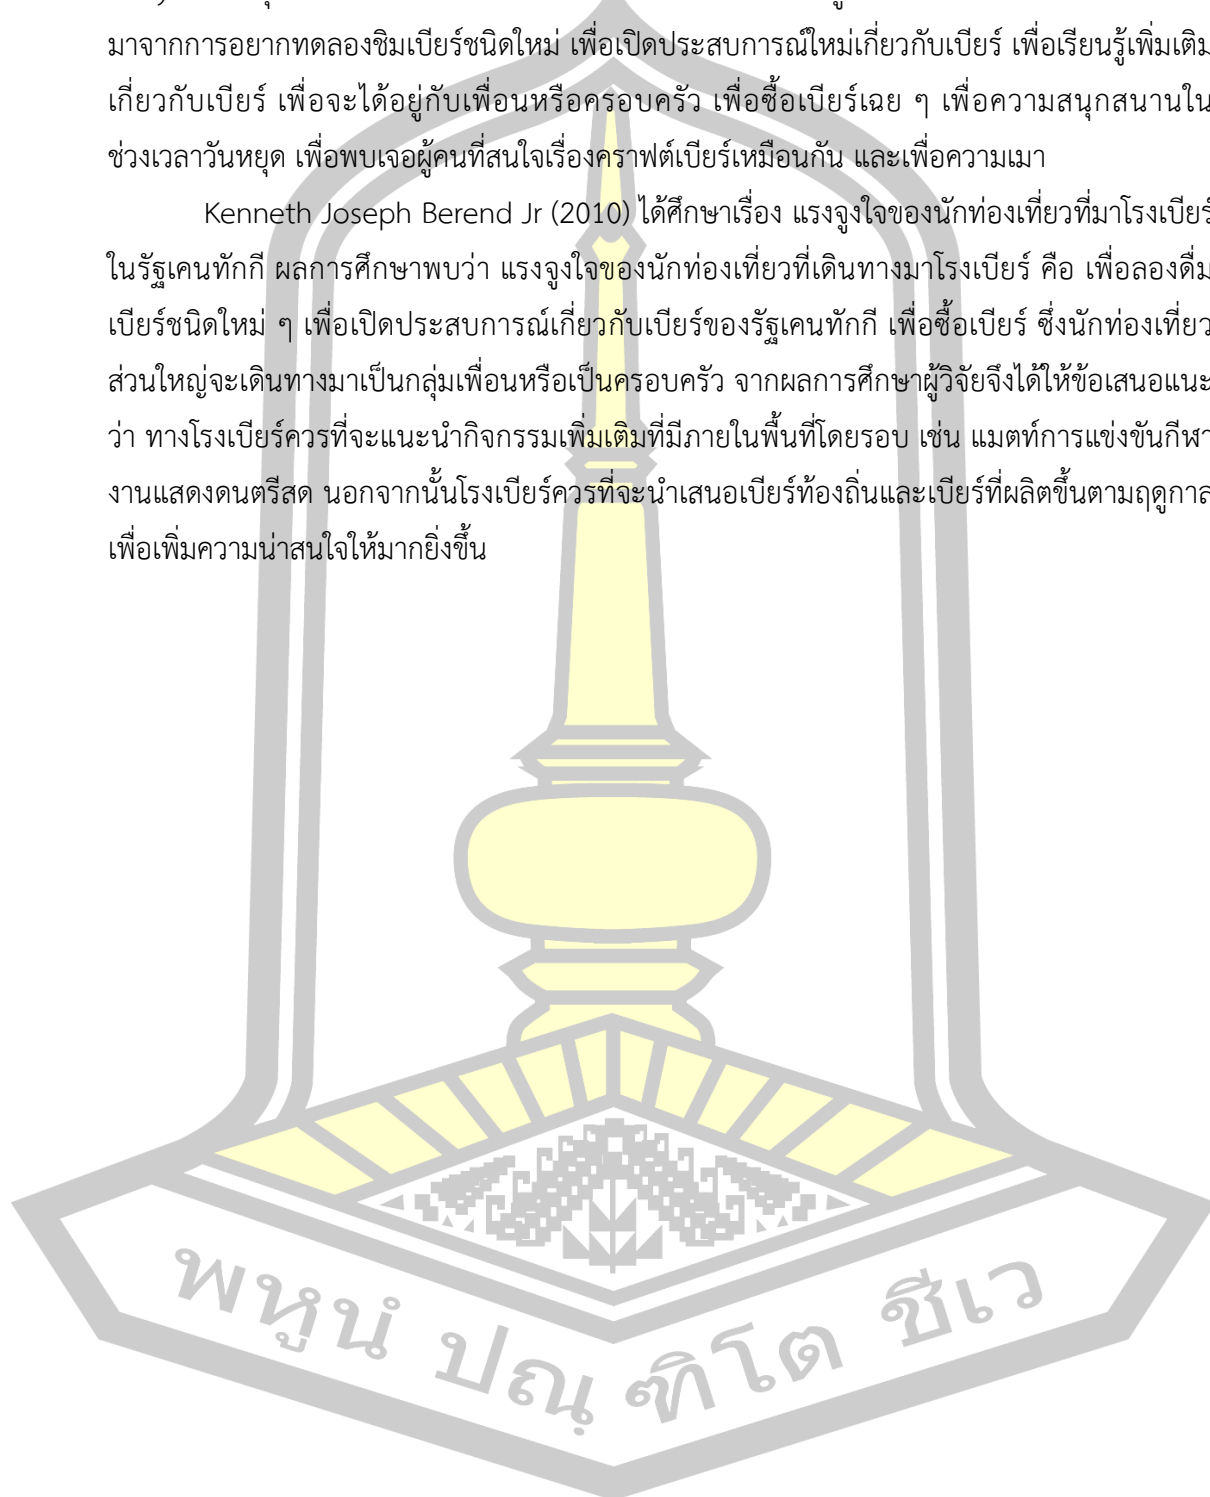 มาจากการอยากทดลองชิมเบียร์ชนิดใหม่ เพื่อเปิดประสบการณ์ใหม่เกี่ยวกับเบียร์ เพื่อเรียนรู้เพิ่มเติม
เกี่ยวกับเบียร์ เพื่อจะได้อยู่กับเพื่อนหรือครอบครัว เพื่อซื้อเบียร์เฉย ๆ เพื่อความสนุกสนานใน
ช่วงเวลาวันหยุด เพื่อพบเจอผู้คนที่สนใจเรื่องคราฟต์เบียร์เหมือนกัน และเพื่อความเมา
Kenneth Joseph Berend Jr (2010) ได้ศึกษาเรื่อง แรงจูงใจของนักท่องเที่ยวที่มาโรงเบียร์
ในรัฐเคนทักกี ผลการศึกษาพบว่า แรงจูงใจของนักท่องเที่ยวที่เดินทางมาโรงเบียร์ คือ เพื่อลองดื่ม
เบียร์ชนิดใหม่ ๆ เพื่อเปิดประสบการณ์เกี่ยวกับเบียร์ของรัฐเคนทักกี เพื่อซื้อเบียร์ ซึ่งนักท่องเที่ยว
ส่วนใหญ่จะเดินทางมาเป็นกลุ่มเพื่อนหรือเป็นครอบครัว จากผลการศึกษาผู้วิจัยจึงได้ให้ข้อเสนอแนะ
ว่า ทางโรงเบียร์ควรที่จะแนะนำกิจกรรมเพิ่มเติมที่มีภายในพื้นที่โดยรอบ เช่น แมตท์การแข่งขันกีฬา
งานแสดงดนตรีสด นอกจากนั้นโรงเบียร์ควรที่จะนำเสนอเบียร์ท้องถิ่นและเบียร์ที่ผลิตขึ้นตามฤดูกาล
เพื่อเพิ่มความน่าสนใจให้มากยิ่งขึ้น
พหูนํ ปณฺ ฑิโต ชีเว